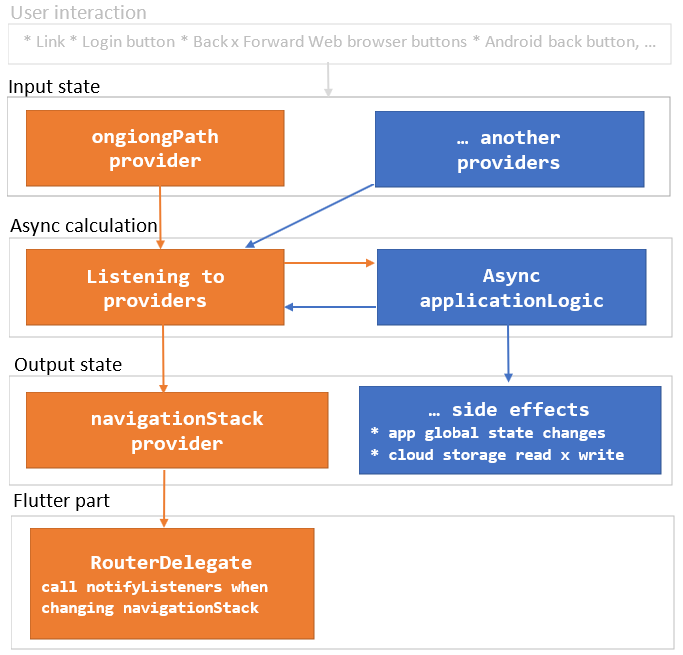 User interaction
* Link * Login button * Back x Forward Web browser buttons * Android back button, …
Input state
ongiongPath
provider
… another
providers
Async calculation
Listening to
providers
Async
applicationLogic
Output state
navigationStack
provider
… side effects
* app global state changes
* cloud storage read x write
Flutter part
RouterDelegate
call notifyListeners when
changing navigationStack